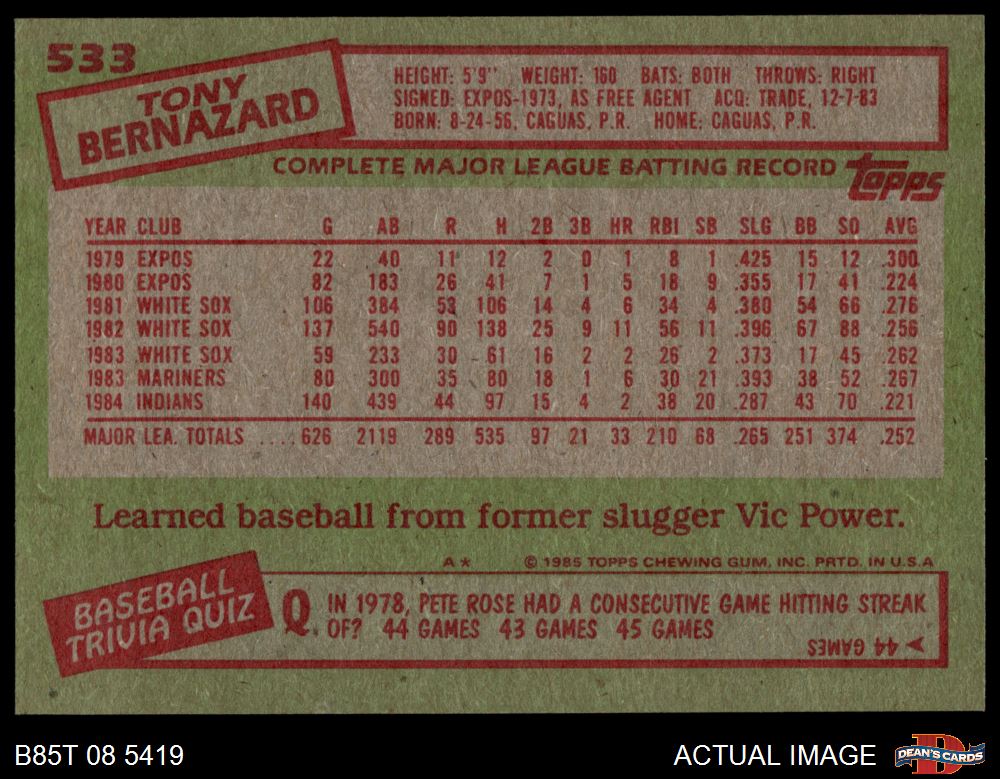 533
TONY
BERNAZARD
HEIGHT: 5'9" WEIGHT: 160 BATS: BOTH THROWS: RIGHT
SIGNED: EXPOS-1973, AS FREE AGENT ACQ: TRADE, 12-7-83
BORN: 8-24-56, CAGUAS, P.R. HOME: CAGUAS, P.R.
COMPLETE MAJOR LEAGUE BATTING RECORD topps
YEAR CLUB G AB R H 2B 3B HR RBI SB SLG BB SO AVG
1979 EXPOS 22 40 11 12 2 0 1 8 1 .425 15 12 .300
1980 EXPOS 82 183 26 41 7 1 5 18 9 .355 17 41 .224
1981 WHITE SOX 106 384 53 106 14 4 6 34 4 .380 54 66 .276
1982 WHITE SOX 137 540 90 138 25 9 11 56 11 .396 67 88 .256
1983 WHITE SOX 59 233 30 61 16 2 2 26 2 .373 17 45 .262
1983 MARINERS 80 300 35 80 18 1 6 30 21 .393 38 52 .267
1984 INDIANS 140 439 44 97 15 4 2 38 20 .287 43 70 .221
MAJOR LEA. TOTALS .... 626 2119 289 535 97 21 33 210 68 .265 251 374 .252
Learned baseball from former slugger Vic Power.
A* © 1985 TOPPS CHEWING GUM, INC. PRTD. IN U.S.A
BASEBALL
TRIVIA QUIZ
Q. IN 1978, PETE ROSE HAD A CONSECUTIVE GAME HITTING STREAK
OF? 44 GAMES 43 GAMES 45 GAMES
44 GAMES
B85T 08 5419
ACTUAL IMAGE
DEAN'S CARDS